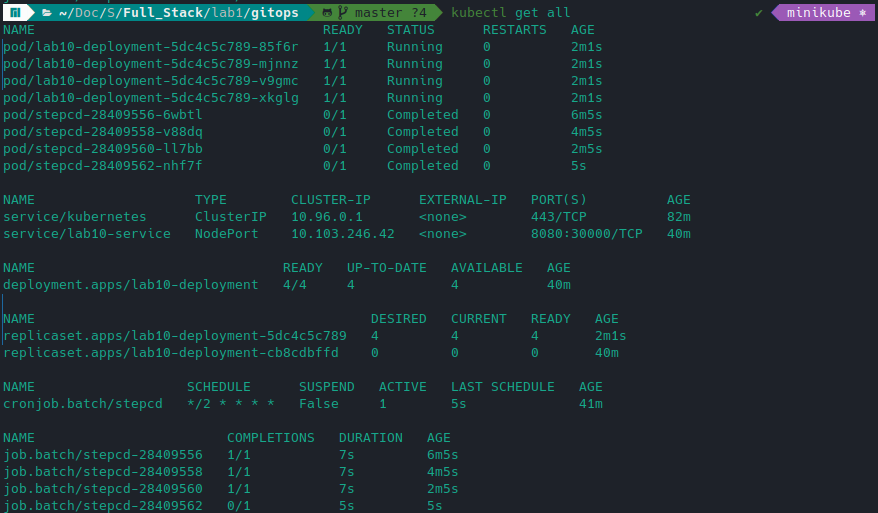 ~/Doc/S/Full_Stack/lab1/gitops master ?4 kubectl get all ✔ minikube ⎈
NAME READY STATUS RESTARTS AGE
pod/lab10-deployment-5dc4c5c789-85f6r 1/1 Running 0 2m1s
pod/lab10-deployment-5dc4c5c789-mjnnz 1/1 Running 0 2m1s
pod/lab10-deployment-5dc4c5c789-v9gmc 1/1 Running 0 2m1s
pod/lab10-deployment-5dc4c5c789-xkglg 1/1 Running 0 2m1s
pod/stepcd-28409556-6wbtl 0/1 Completed 0 6m5s
pod/stepcd-28409558-v88dq 0/1 Completed 0 4m5s
pod/stepcd-28409560-ll7bb 0/1 Completed 0 2m5s
pod/stepcd-28409562-nhf7f 0/1 Completed 0 5s
NAME TYPE CLUSTER-IP EXTERNAL-IP PORT(S) AGE
service/kubernetes ClusterIP 10.96.0.1 <none> 443/TCP 82m
service/lab10-service NodePort 10.103.246.42 <none> 8080:30000/TCP 40m
NAME READY UP-TO-DATE AVAILABLE AGE
deployment.apps/lab10-deployment 4/4 4 4 40m
NAME DESIRED CURRENT READY AGE
replicaset.apps/lab10-deployment-5dc4c5c789 4 4 4 2m1s
replicaset.apps/lab10-deployment-cb8cdbffd 0 0 0 40m
NAME SCHEDULE SUSPEND ACTIVE LAST SCHEDULE AGE
cronjob.batch/stepcd */2 * * * * False 1 5s 41m
NAME COMPLETIONS DURATION AGE
job.batch/stepcd-28409556 1/1 7s 6m5s
job.batch/stepcd-28409558 1/1 7s 4m5s
job.batch/stepcd-28409560 1/1 7s 2m5s
job.batch/stepcd-28409562 0/1 5s 5s